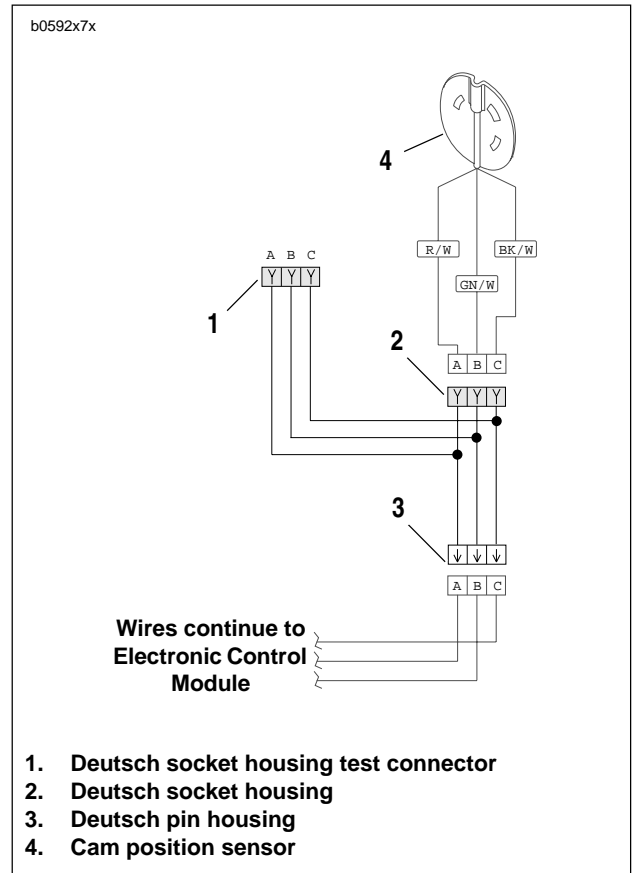 b0592x7x
4
R/W
BK/W
GN/W
A B C
1
2
A B C
3
A B C
Wires continue to
Electronic Control
Module
1. Deutsch socket housing test connector
2. Deutsch socket housing
3. Deutsch pin housing
4. Cam position sensor